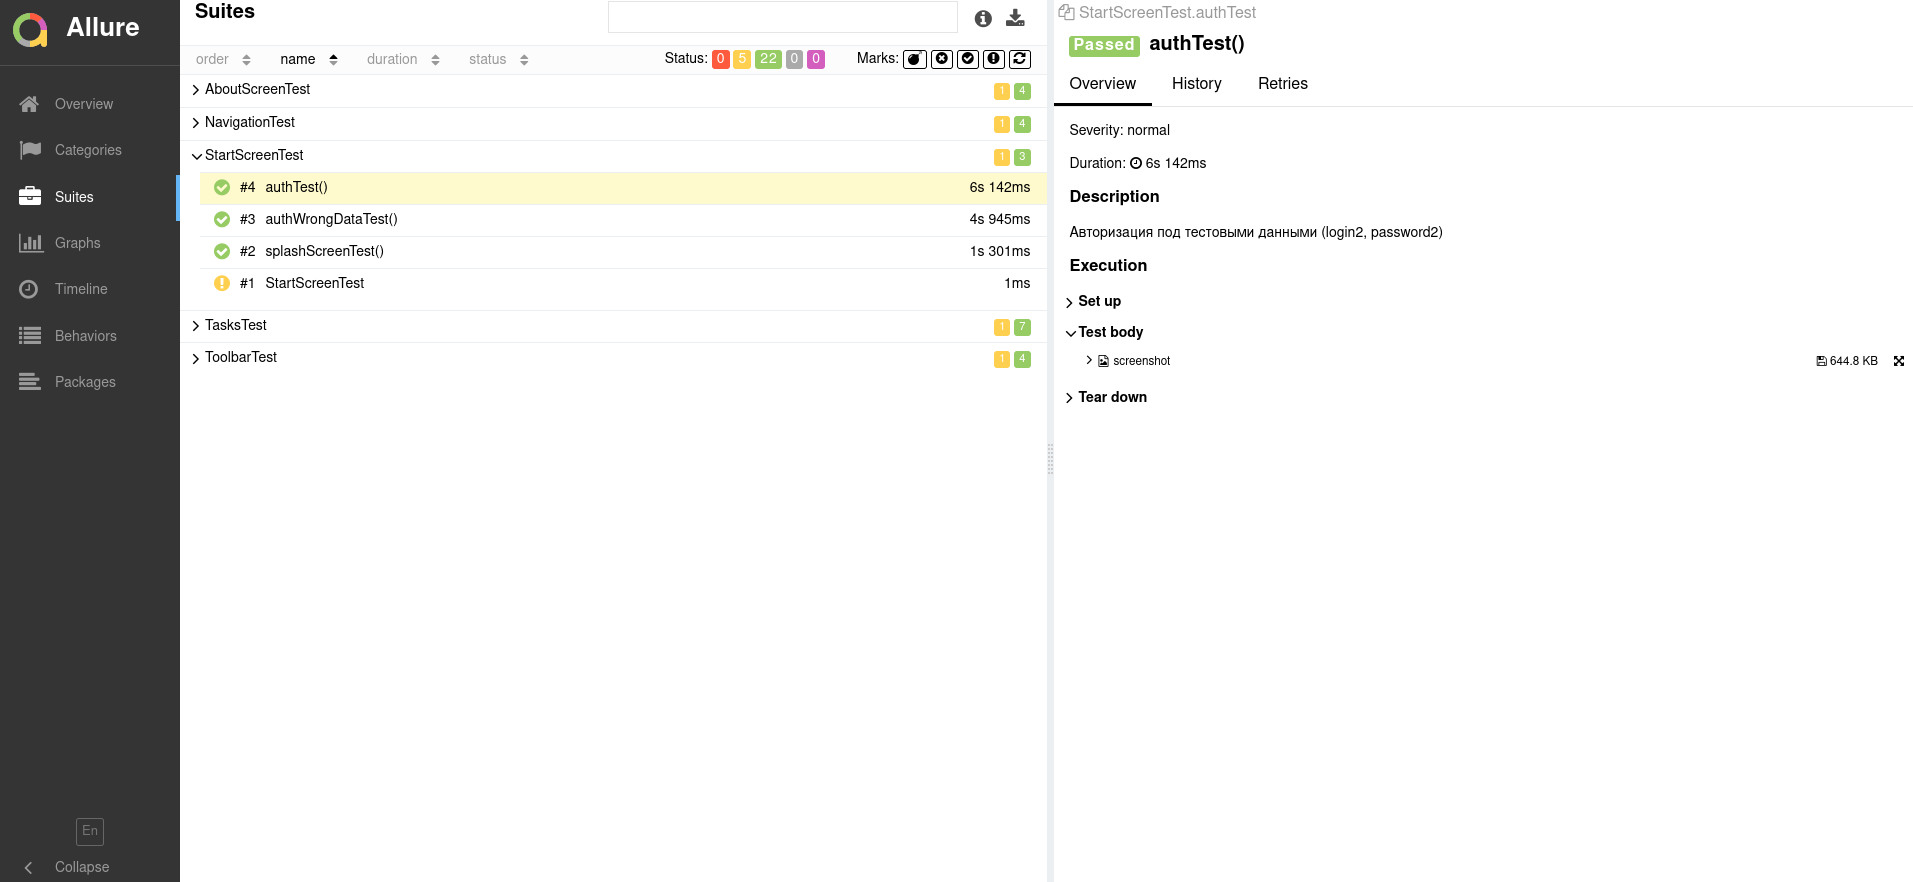 Allure
Overview
Categories
Suites
Graphs
Timeline
Behaviors
Packages
En
Collapse
Suites
order name duration status Status: 0 5 22 0 0 Marks:
AboutScreenTest 1 4
NavigationTest 1 4
StartScreenTest 1 3
#4 authTest() 6s 142ms
#3 authWrongDataTest() 4s 945ms
#2 splashScreenTest() 1s 301ms
#1 StartScreenTest 1ms
TasksTest 1 7
ToolbarTest 1 4
StartScreenTest.authTest
Passed authTest()
Overview History Retries
Severity: normal
Duration: 6s 142ms
Description
Авторизация под тестовыми данными (login2, password2)
Execution
Set up
Test body
screenshot 644.8 KB
Tear down